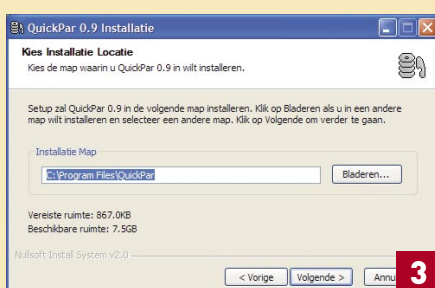 QuickPar 0.9 Installatie
Kies Installatie Locatie
Kies de map waarin u QuickPar 0.9 in wilt installeren.
Setup zal QuickPar 0.9 in de volgende map installeren. Klik op Bladeren als u in een andere
map wilt installeren en selecteer een andere map. Klik op Volgende om verder te gaan.
Installatie Map
C:\Program Files\QuickPar
Bladeren...
Vereiste ruimte: 867.0KB
Beschikbare ruimte: 7.5GB
Nullsoft Install System v2.0
< Vorige
Volgende >
Annu
3